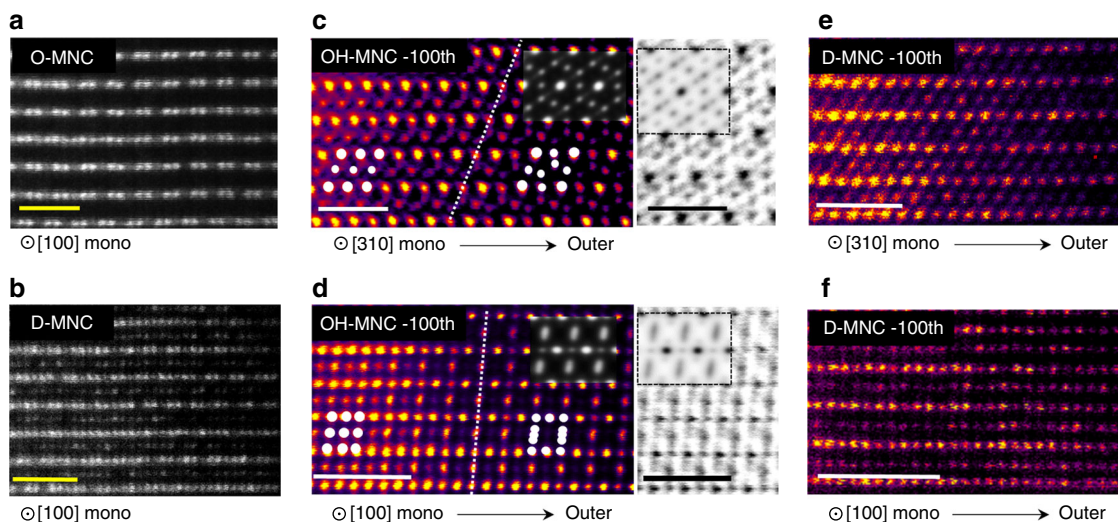 a
O-MNC
⊙ [100] mono
b
D-MNC
⊙ [100] mono
c
OH-MNC -100th
⊙ [310] mono → Outer
d
OH-MNC -100th
⊙ [100] mono → Outer
e
D-MNC -100th
⊙ [310] mono → Outer
f
D-MNC -100th
⊙ [100] mono → Outer